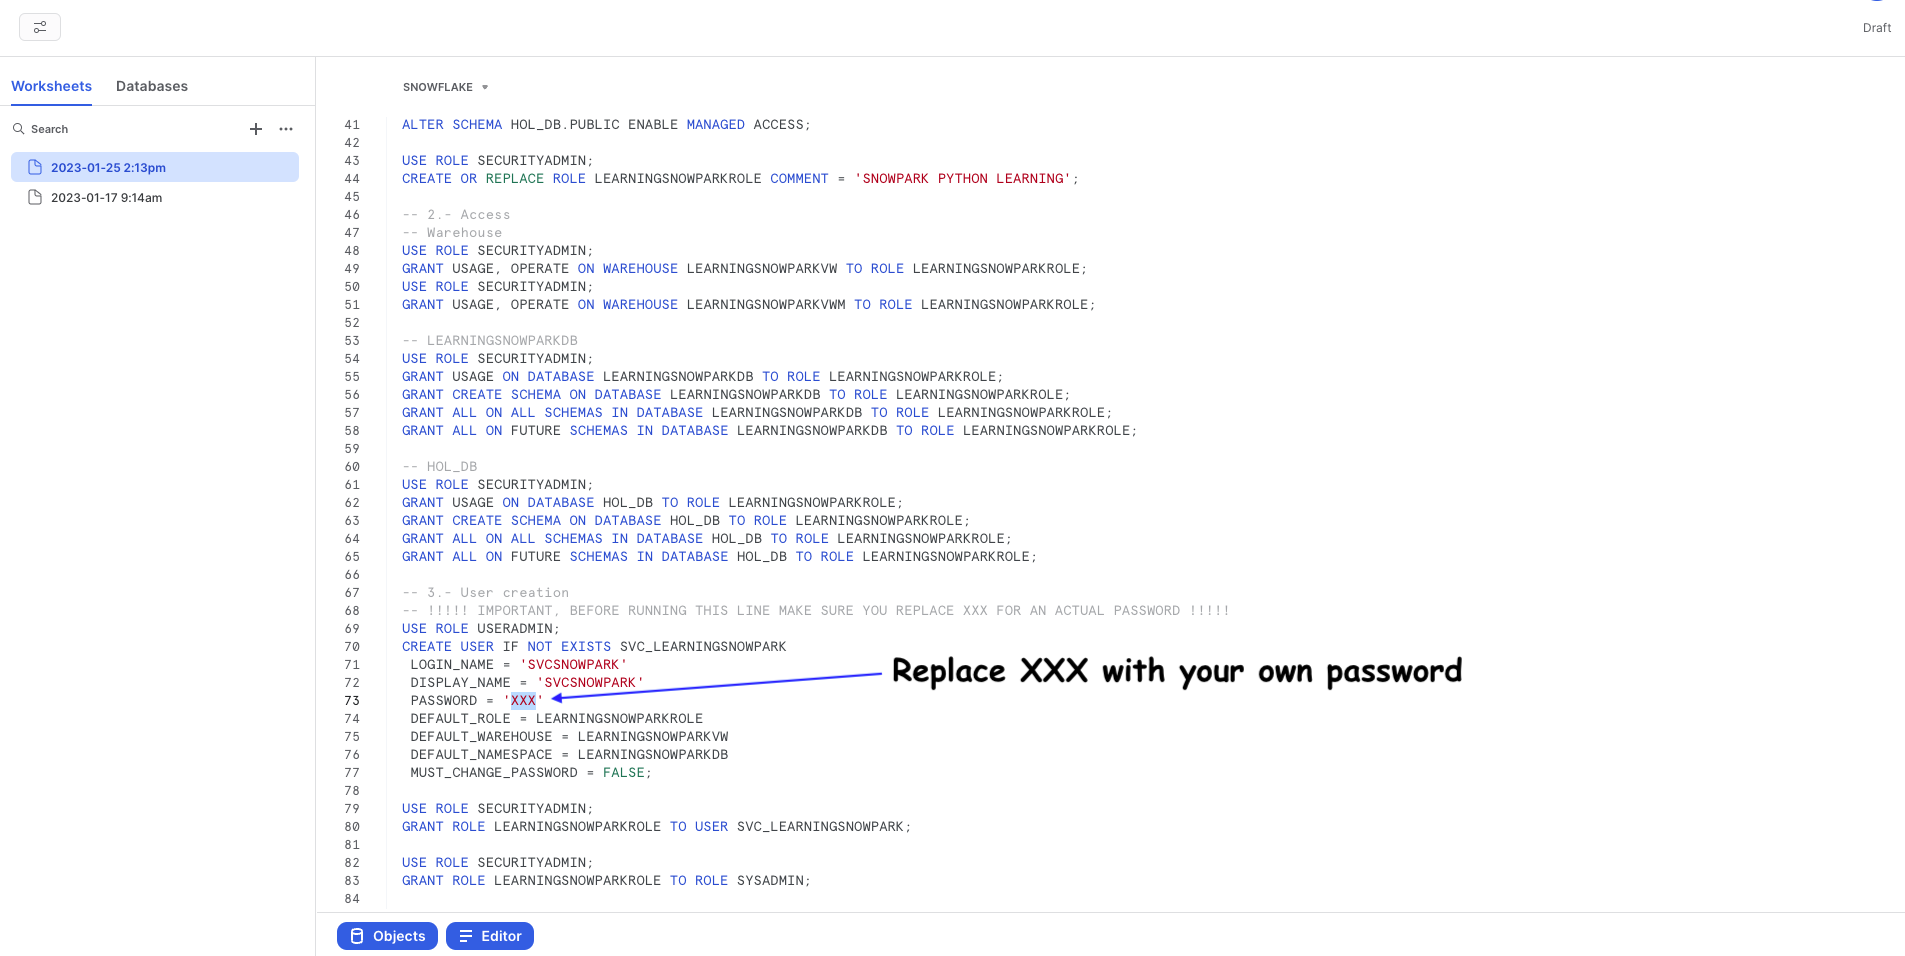 Draft
Worksheets Databases
Search
2023-01-25 2:13pm
2023-01-17 9:14am
SNOWFLAKE
41 ALTER SCHEMA HOL_DB.PUBLIC ENABLE MANAGED ACCESS;
42
43 USE ROLE SECURITYADMIN;
44 CREATE OR REPLACE ROLE LEARNINGSNOWPARKROLE COMMENT = 'SNOWPARK PYTHON LEARNING';
45
46 -- 2.- Access
47 -- Warehouse
48 USE ROLE SECURITYADMIN;
49 GRANT USAGE, OPERATE ON WAREHOUSE LEARNINGSNOWPARKVW TO ROLE LEARNINGSNOWPARKROLE;
50 USE ROLE SECURITYADMIN;
51 GRANT USAGE, OPERATE ON WAREHOUSE LEARNINGSNOWPARKVWM TO ROLE LEARNINGSNOWPARKROLE;
52
53 -- LEARNINGSNOWPARKDB
54 USE ROLE SECURITYADMIN;
55 GRANT USAGE ON DATABASE LEARNINGSNOWPARKDB TO ROLE LEARNINGSNOWPARKROLE;
56 GRANT CREATE SCHEMA ON DATABASE LEARNINGSNOWPARKDB TO ROLE LEARNINGSNOWPARKROLE;
57 GRANT ALL ON ALL SCHEMAS IN DATABASE LEARNINGSNOWPARKDB TO ROLE LEARNINGSNOWPARKROLE;
58 GRANT ALL ON FUTURE SCHEMAS IN DATABASE LEARNINGSNOWPARKDB TO ROLE LEARNINGSNOWPARKROLE;
59
60 -- HOL_DB
61 USE ROLE SECURITYADMIN;
62 GRANT USAGE ON DATABASE HOL_DB TO ROLE LEARNINGSNOWPARKROLE;
63 GRANT CREATE SCHEMA ON DATABASE HOL_DB TO ROLE LEARNINGSNOWPARKROLE;
64 GRANT ALL ON ALL SCHEMAS IN DATABASE HOL_DB TO ROLE LEARNINGSNOWPARKROLE;
65 GRANT ALL ON FUTURE SCHEMAS IN DATABASE HOL_DB TO ROLE LEARNINGSNOWPARKROLE;
66
67 -- 3.- User creation
68 -- !!!!! IMPORTANT, BEFORE RUNNING THIS LINE MAKE SURE YOU REPLACE XXX FOR AN ACTUAL PASSWORD !!!!!
69 USE ROLE USERADMIN;
70 CREATE USER IF NOT EXISTS SVC_LEARNINGSNOWPARK
71 LOGIN_NAME = 'SVCSNOWPARK'
72 DISPLAY_NAME = 'SVCSNOWPARK'
73 PASSWORD = 'XXX'
Replace XXX with your own password
74 DEFAULT_ROLE = LEARNINGSNOWPARKROLE
75 DEFAULT_WAREHOUSE = LEARNINGSNOWPARKVW
76 DEFAULT_NAMESPACE = LEARNINGSNOWPARKDB
77 MUST_CHANGE_PASSWORD = FALSE;
78
79 USE ROLE SECURITYADMIN;
80 GRANT ROLE LEARNINGSNOWPARKROLE TO USER SVC_LEARNINGSNOWPARK;
81
82 USE ROLE SECURITYADMIN;
83 GRANT ROLE LEARNINGSNOWPARKROLE TO ROLE SYSADMIN;
84
Objects Editor